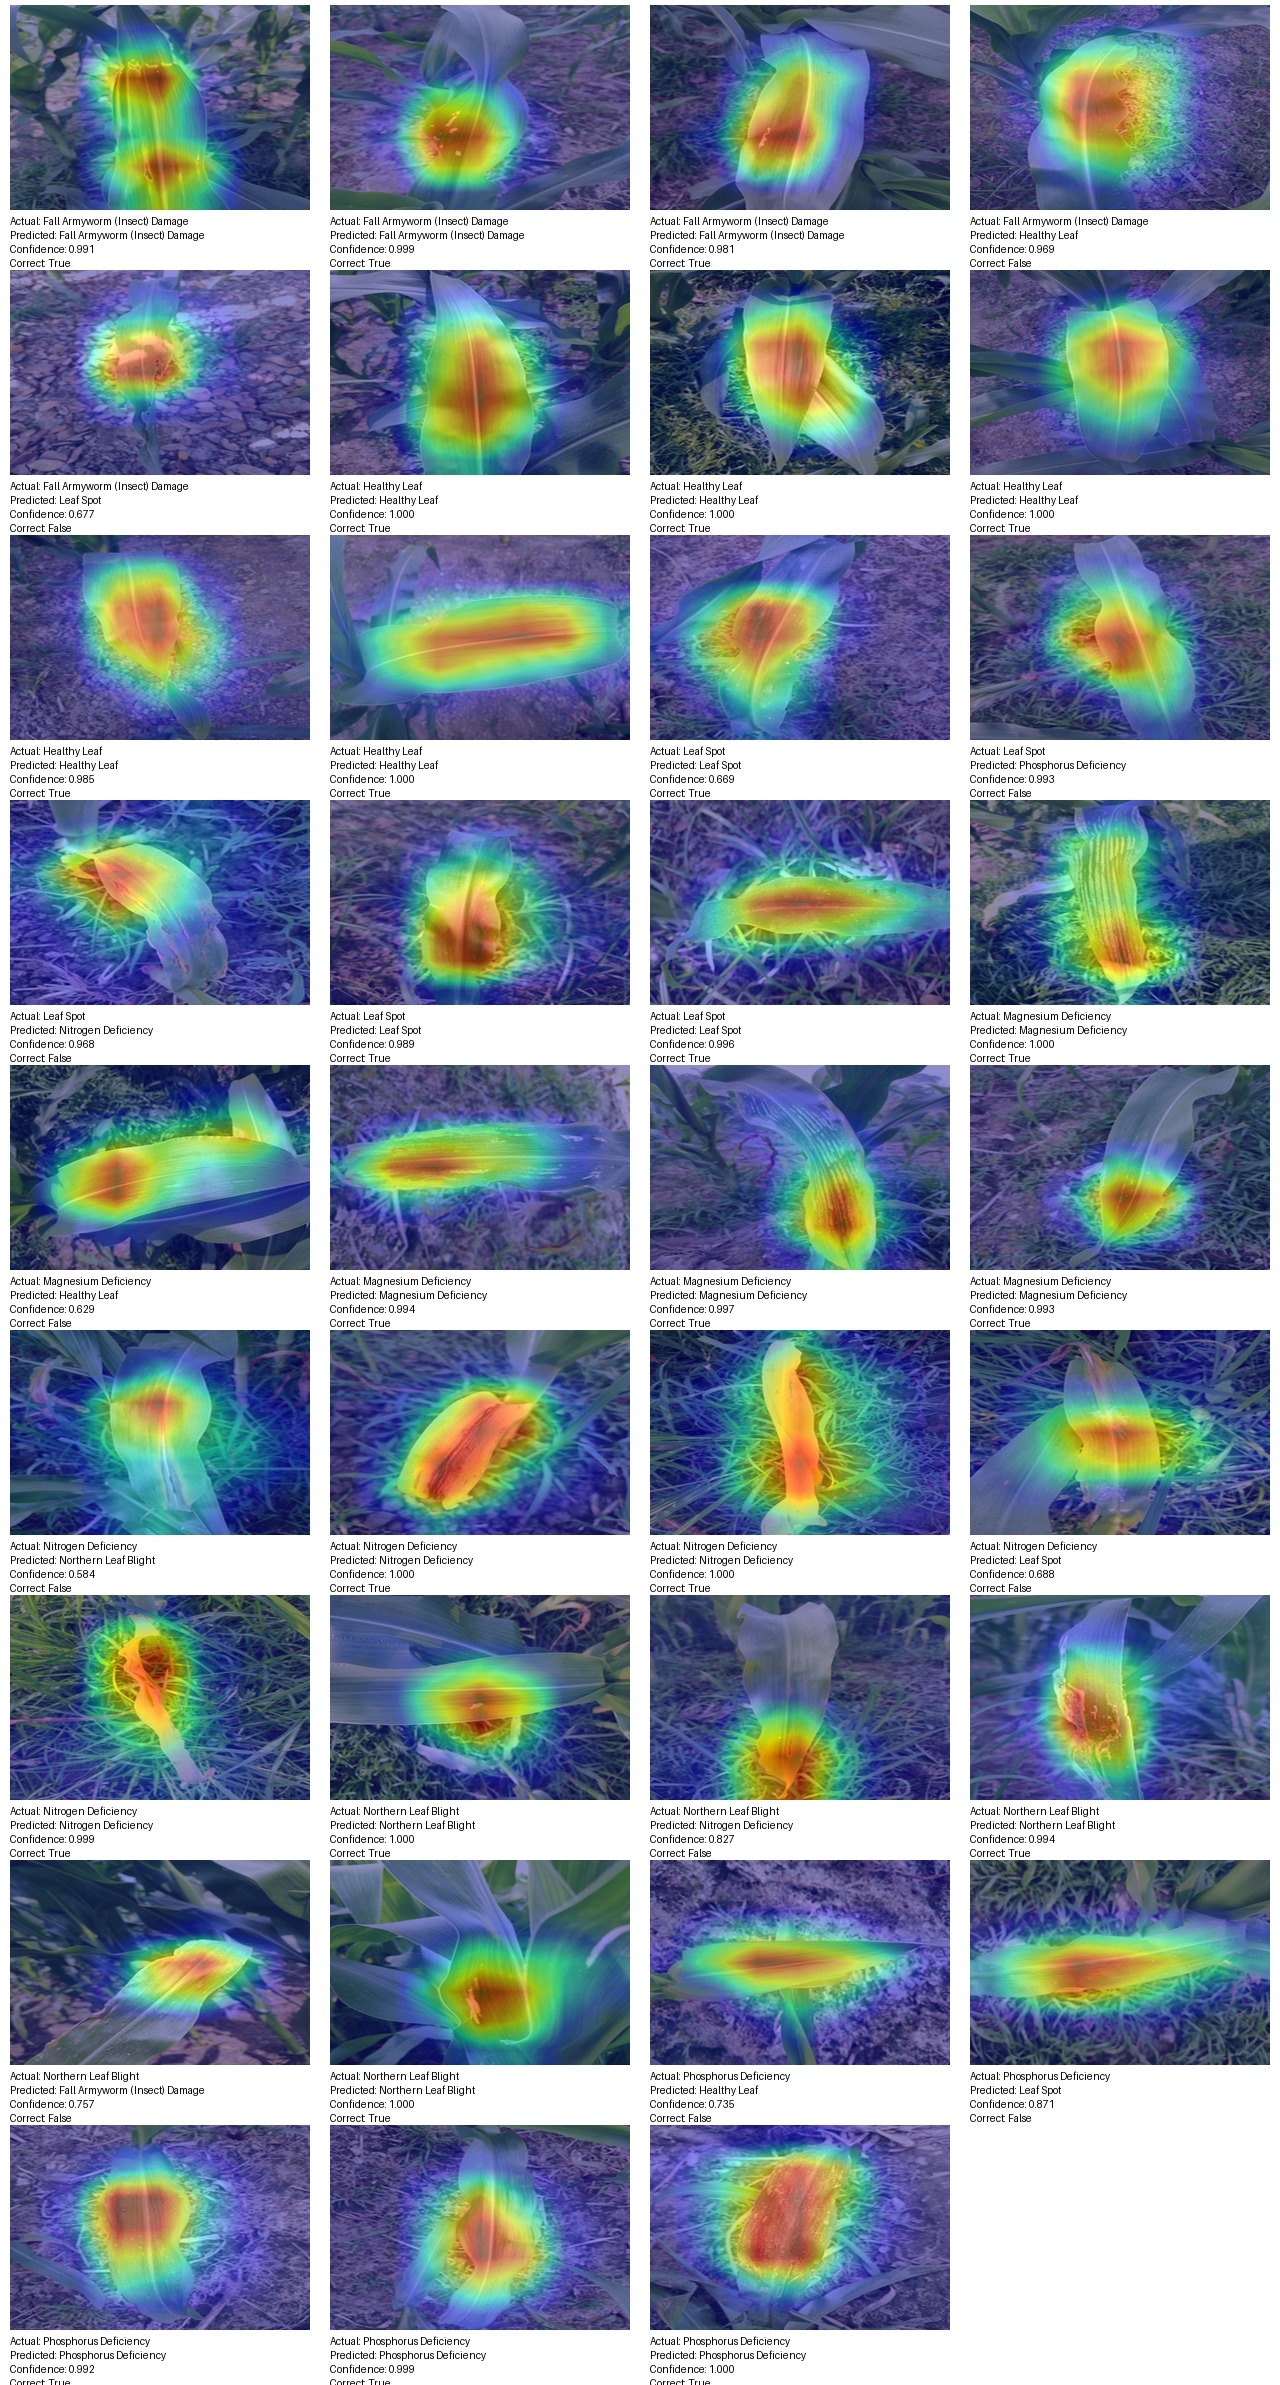 Actual: Fall Armyworm (Insect) Damage
Predicted: Fall Armyworm (Insect) Damage
Confidence: 0.991
Correct: True
Actual: Fall Armyworm (Insect) Damage
Predicted: Fall Armyworm (Insect) Damage
Confidence: 0.999
Correct: True
Actual: Fall Armyworm (Insect) Damage
Predicted: Fall Armyworm (Insect) Damage
Confidence: 0.981
Correct: True
Actual: Fall Armyworm (Insect) Damage
Predicted: Healthy Leaf
Confidence: 0.969
Correct: False
Actual: Fall Armyworm (Insect) Damage
Predicted: Leaf Spot
Confidence: 0.677
Correct: False
Actual: Healthy Leaf
Predicted: Healthy Leaf
Confidence: 1.000
Correct: True
Actual: Healthy Leaf
Predicted: Healthy Leaf
Confidence: 1.000
Correct: True
Actual: Healthy Leaf
Predicted: Healthy Leaf
Confidence: 1.000
Correct: True
Actual: Healthy Leaf
Predicted: Healthy Leaf
Confidence: 0.985
Correct: True
Actual: Healthy Leaf
Predicted: Healthy Leaf
Confidence: 1.000
Correct: True
Actual: Leaf Spot
Predicted: Leaf Spot
Confidence: 0.669
Correct: True
Actual: Leaf Spot
Predicted: Phosphorus Deficiency
Confidence: 0.993
Correct: False
Actual: Leaf Spot
Predicted: Nitrogen Deficiency
Confidence: 0.968
Correct: False
Actual: Leaf Spot
Predicted: Leaf Spot
Confidence: 0.989
Correct: True
Actual: Leaf Spot
Predicted: Leaf Spot
Confidence: 0.996
Correct: True
Actual: Magnesium Deficiency
Predicted: Magnesium Deficiency
Confidence: 1.000
Correct: True
Actual: Magnesium Deficiency
Predicted: Healthy Leaf
Confidence: 0.629
Correct: False
Actual: Magnesium Deficiency
Predicted: Magnesium Deficiency
Confidence: 0.994
Correct: True
Actual: Magnesium Deficiency
Predicted: Magnesium Deficiency
Confidence: 0.997
Correct: True
Actual: Magnesium Deficiency
Predicted: Magnesium Deficiency
Confidence: 0.993
Correct: True
Actual: Nitrogen Deficiency
Predicted: Northern Leaf Blight
Confidence: 0.584
Correct: False
Actual: Nitrogen Deficiency
Predicted: Nitrogen Deficiency
Confidence: 1.000
Correct: True
Actual: Nitrogen Deficiency
Predicted: Nitrogen Deficiency
Confidence: 1.000
Correct: True
Actual: Nitrogen Deficiency
Predicted: Leaf Spot
Confidence: 0.688
Correct: False
Actual: Nitrogen Deficiency
Predicted: Nitrogen Deficiency
Confidence: 0.999
Correct: True
Actual: Northern Leaf Blight
Predicted: Northern Leaf Blight
Confidence: 1.000
Correct: True
Actual: Northern Leaf Blight
Predicted: Nitrogen Deficiency
Confidence: 0.827
Correct: False
Actual: Northern Leaf Blight
Predicted: Northern Leaf Blight
Confidence: 0.994
Correct: True
Actual: Northern Leaf Blight
Predicted: Fall Armyworm (Insect) Damage
Confidence: 0.757
Correct: False
Actual: Northern Leaf Blight
Predicted: Northern Leaf Blight
Confidence: 1.000
Correct: True
Actual: Phosphorus Deficiency
Predicted: Healthy Leaf
Confidence: 0.735
Correct: False
Actual: Phosphorus Deficiency
Predicted: Leaf Spot
Confidence: 0.871
Correct: False
Actual: Phosphorus Deficiency
Predicted: Phosphorus Deficiency
Confidence: 0.992
Correct: True
Actual: Phosphorus Deficiency
Predicted: Phosphorus Deficiency
Confidence: 0.999
Correct: True
Actual: Phosphorus Deficiency
Predicted: Phosphorus Deficiency
Confidence: 1.000
Correct: True